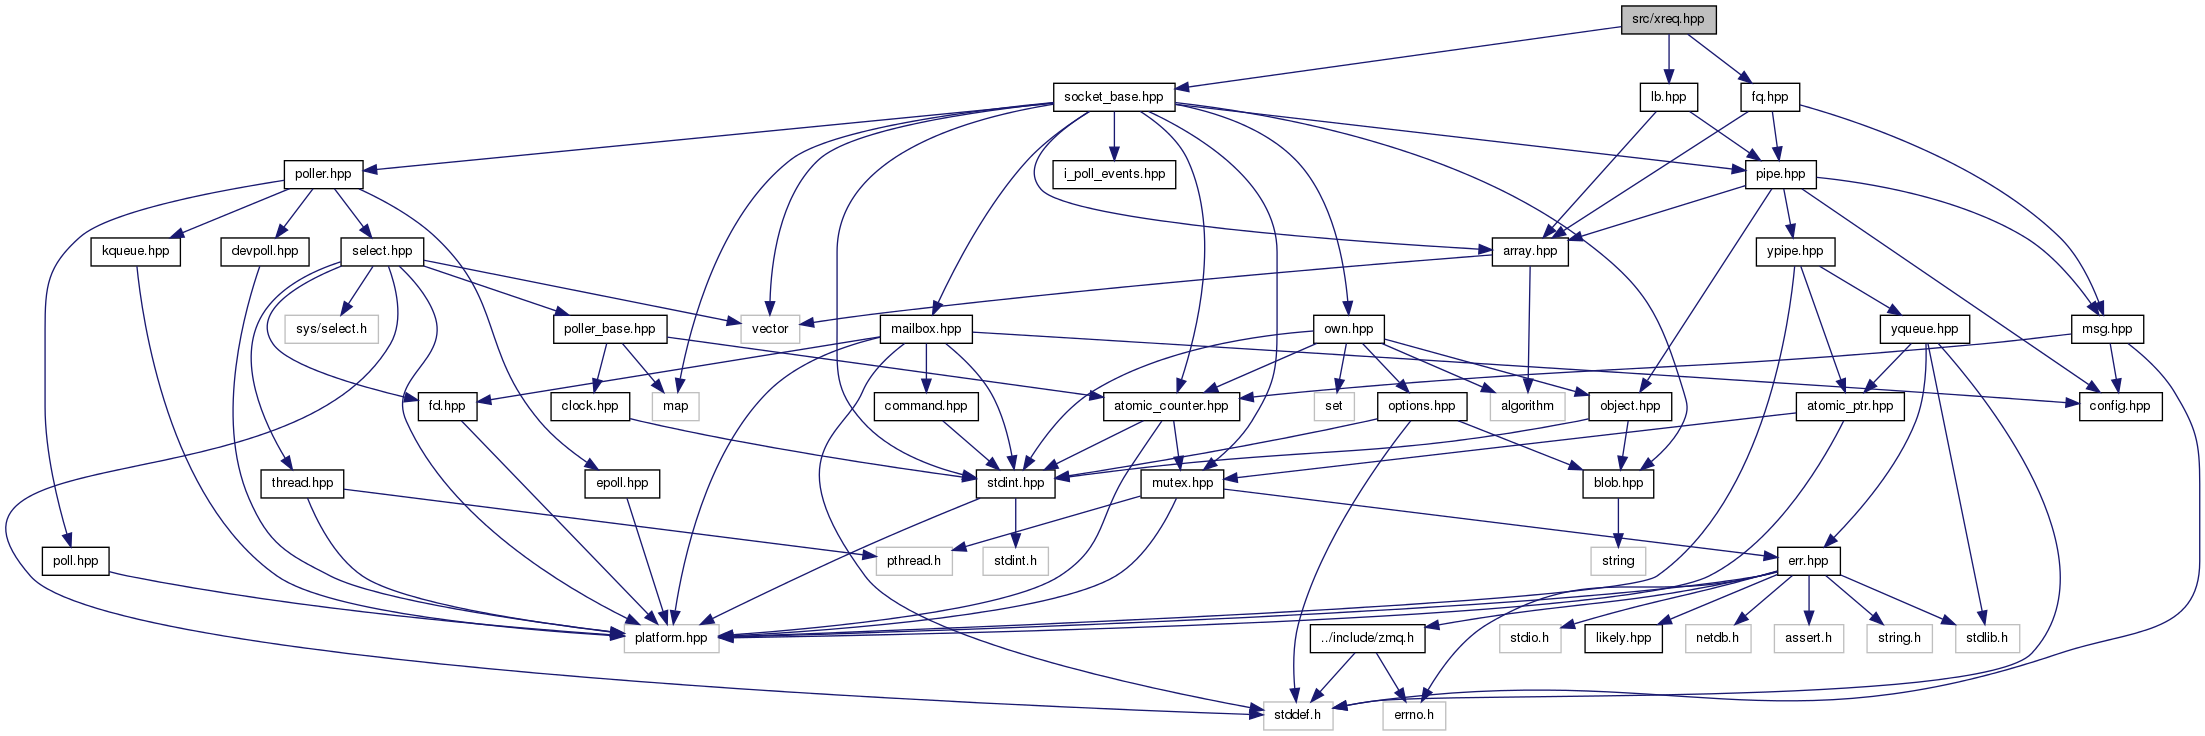 src/xreq.hpp
socket_base.hpp
lb.hpp
fq.hpp
poller.hpp
i_poll_events.hpp
pipe.hpp
kqueue.hpp
devpoll.hpp
select.hpp
array.hpp
ypipe.hpp
sys/select.h
poller_base.hpp
vector
mailbox.hpp
own.hpp
yqueue.hpp
msg.hpp
fd.hpp
clock.hpp
map
command.hpp
atomic_counter.hpp
set
options.hpp
algorithm
object.hpp
atomic_ptr.hpp
config.hpp
thread.hpp
epoll.hpp
stdint.hpp
mutex.hpp
blob.hpp
poll.hpp
pthread.h
stdint.h
string
err.hpp
platform.hpp
../include/zmq.h
stdio.h
likely.hpp
netdb.h
assert.h
string.h
stdlib.h
stddef.h
errno.h